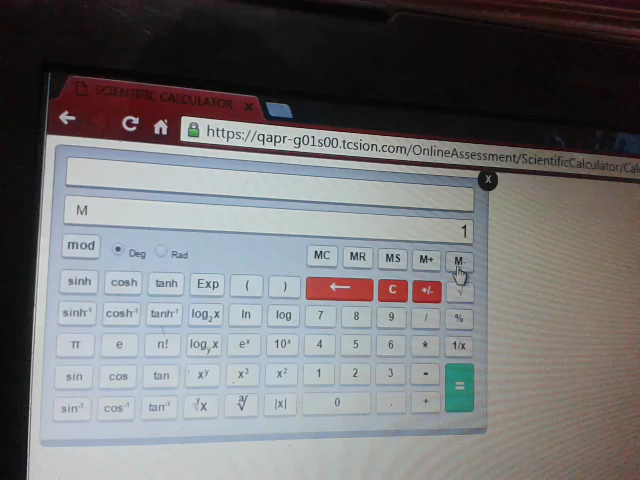 SCIENTIFIC CALCULATOR
https://qapr-g01s00.tcsion.com/OnlineAssessment/ScientificCalculator/Cal
X
M 1
mod Deg Rad MC MR MS M+ M-
sinh cosh tanh Exp ( ) ← C +/- √
sinh⁻¹ cosh⁻¹ tanh⁻¹ log₂x ln log 7 8 9 / %
π e n! logᵧx eˣ 10ˣ 4 5 6 * 1/x
sin cos tan xʸ x³ x² 1 2 3 - =
sin⁻¹ cos⁻¹ tan⁻¹ ʸ√x ³√ |x| 0 . +